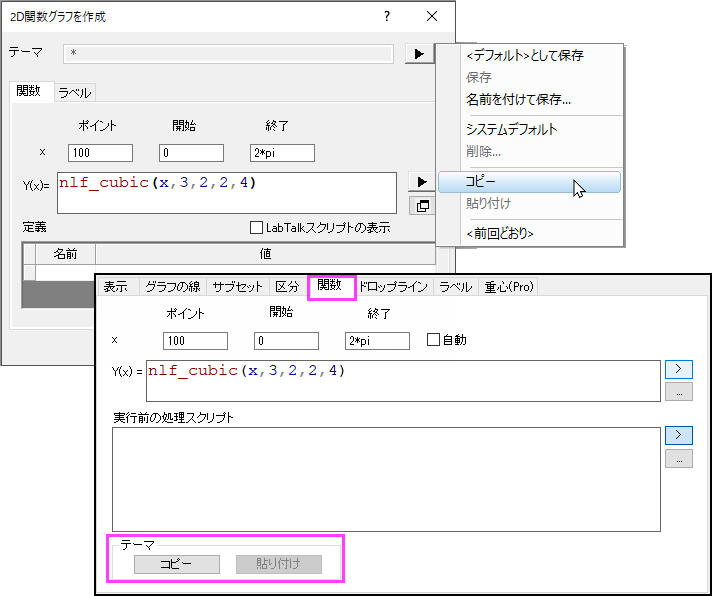 2D関数グラフを作成
テーマ
*
関数 ラベル
ポイント 開始 終了
x 100 0 2*pi
Y(x)= nlf_cubic(x,3,2,2,4)
定義 LabTalkスクリプトの表示
名前 値
<デフォルト>として保存
保存
名前を付けて保存...
システムデフォルト
削除...
コピー
貼り付け
<前回どおり>
表示 グラフの線 サブセット 区分 関数 ドロップライン ラベル 重心(Pro)
ポイント 開始 終了
x 100 0 2*pi 自動
Y(x) = nlf_cubic(x,3,2,2,4)
...
実行前の処理スクリプト
...
テーマ
コピー 貼り付け